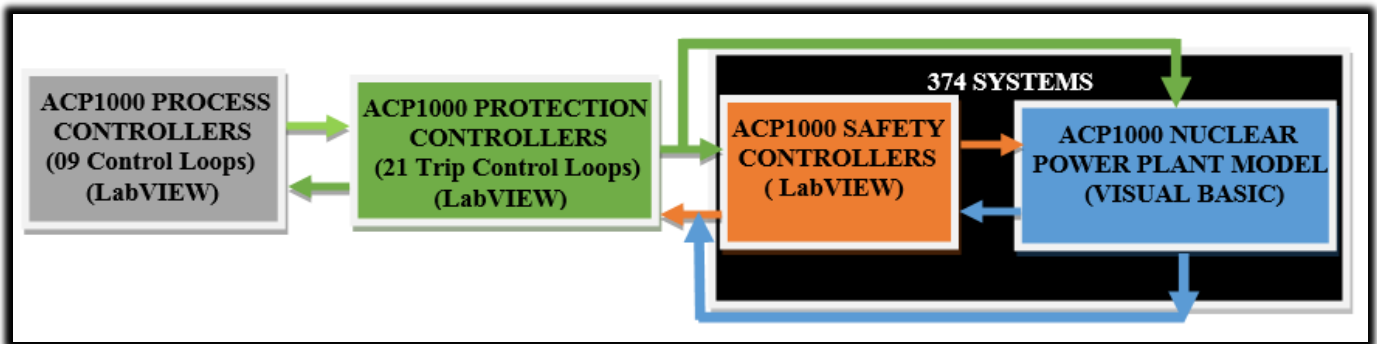 374 SYSTEMS
ACP1000 PROCESS
CONTROLLERS
(09 Control Loops)
(LabVIEW)
ACP1000 PROTECTION
CONTROLLERS
(21 Trip Control Loops)
(LabVIEW)
ACP1000 SAFETY
CONTROLLERS
( LabVIEW)
ACP1000 NUCLEAR
POWER PLANT MODEL
(VISUAL BASIC)